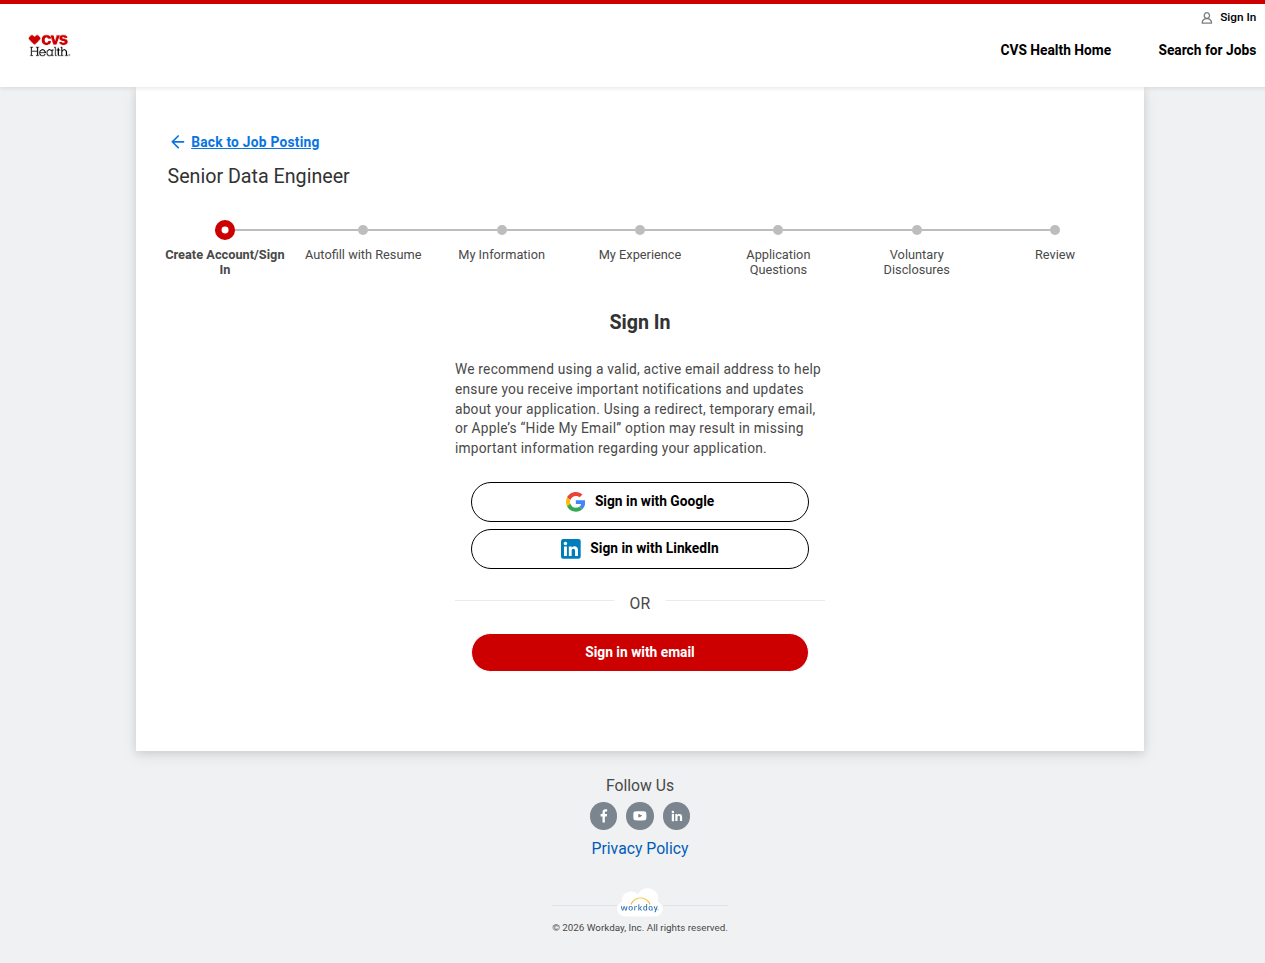 Sign In
CVS
Health.
CVS Health Home
Search for Jobs
Back to Job Posting
Senior Data Engineer
Create Account/Sign
In
Autofill with Resume
My Information
My Experience
Application
Questions
Voluntary
Disclosures
Review
Sign In
We recommend using a valid, active email address to help
ensure you receive important notifications and updates
about your application. Using a redirect, temporary email,
or Apple’s “Hide My Email” option may result in missing
important information regarding your application.
Sign in with Google
in Sign in with LinkedIn
OR
Sign in with email
Follow Us
f
in
Privacy Policy
workday.
© 2026 Workday, Inc. All rights reserved.